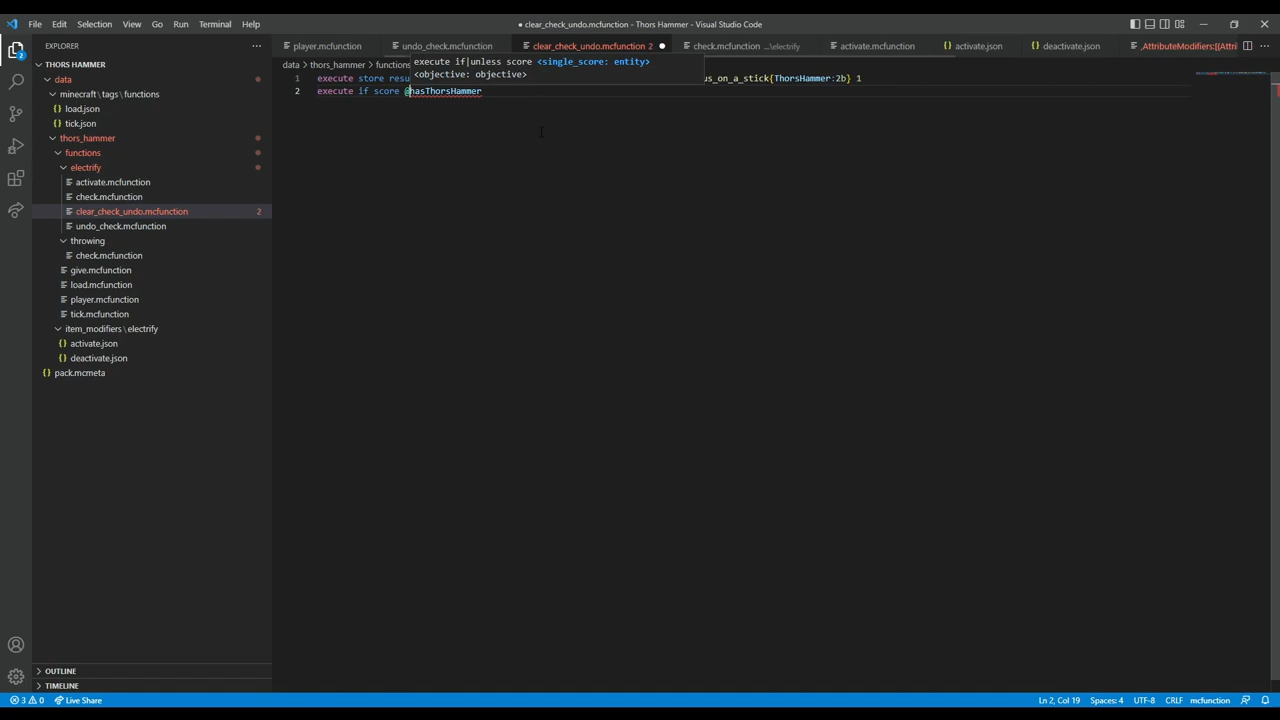 File Edit Selection View Go Run Terminal Help
● clear_check_undo.mcfunction - Thors Hammer - Visual Studio Code
EXPLORER
THORS HAMMER
data
minecraft\tags\functions
load.json
tick.json
thors_hammer
functions
electrify
activate.mcfunction
check.mcfunction
clear_check_undo.mcfunction 2
undo_check.mcfunction
throwing
check.mcfunction
give.mcfunction
load.mcfunction
player.mcfunction
tick.mcfunction
item_modifiers\electrify
activate.json
deactivate.json
pack.mcmeta
OUTLINE
TIMELINE
player.mcfunction undo_check.mcfunction clear_check_undo.mcfunction 2 ● check.mcfunction ...\electrify activate.mcfunction activate.json deactivate.json ,AttributeModifiers:[{Attri
data > thors_hammer > functions
execute if|unless score <single_score: entity>
<objective: objective>
1 execute store resu us_on_a_stick{ThorsHammer:2b} 1
2 execute if score @hasThorsHammer
3 0 Live Share Ln 2, Col 19 Spaces: 4 UTF-8 CRLF mcfunction